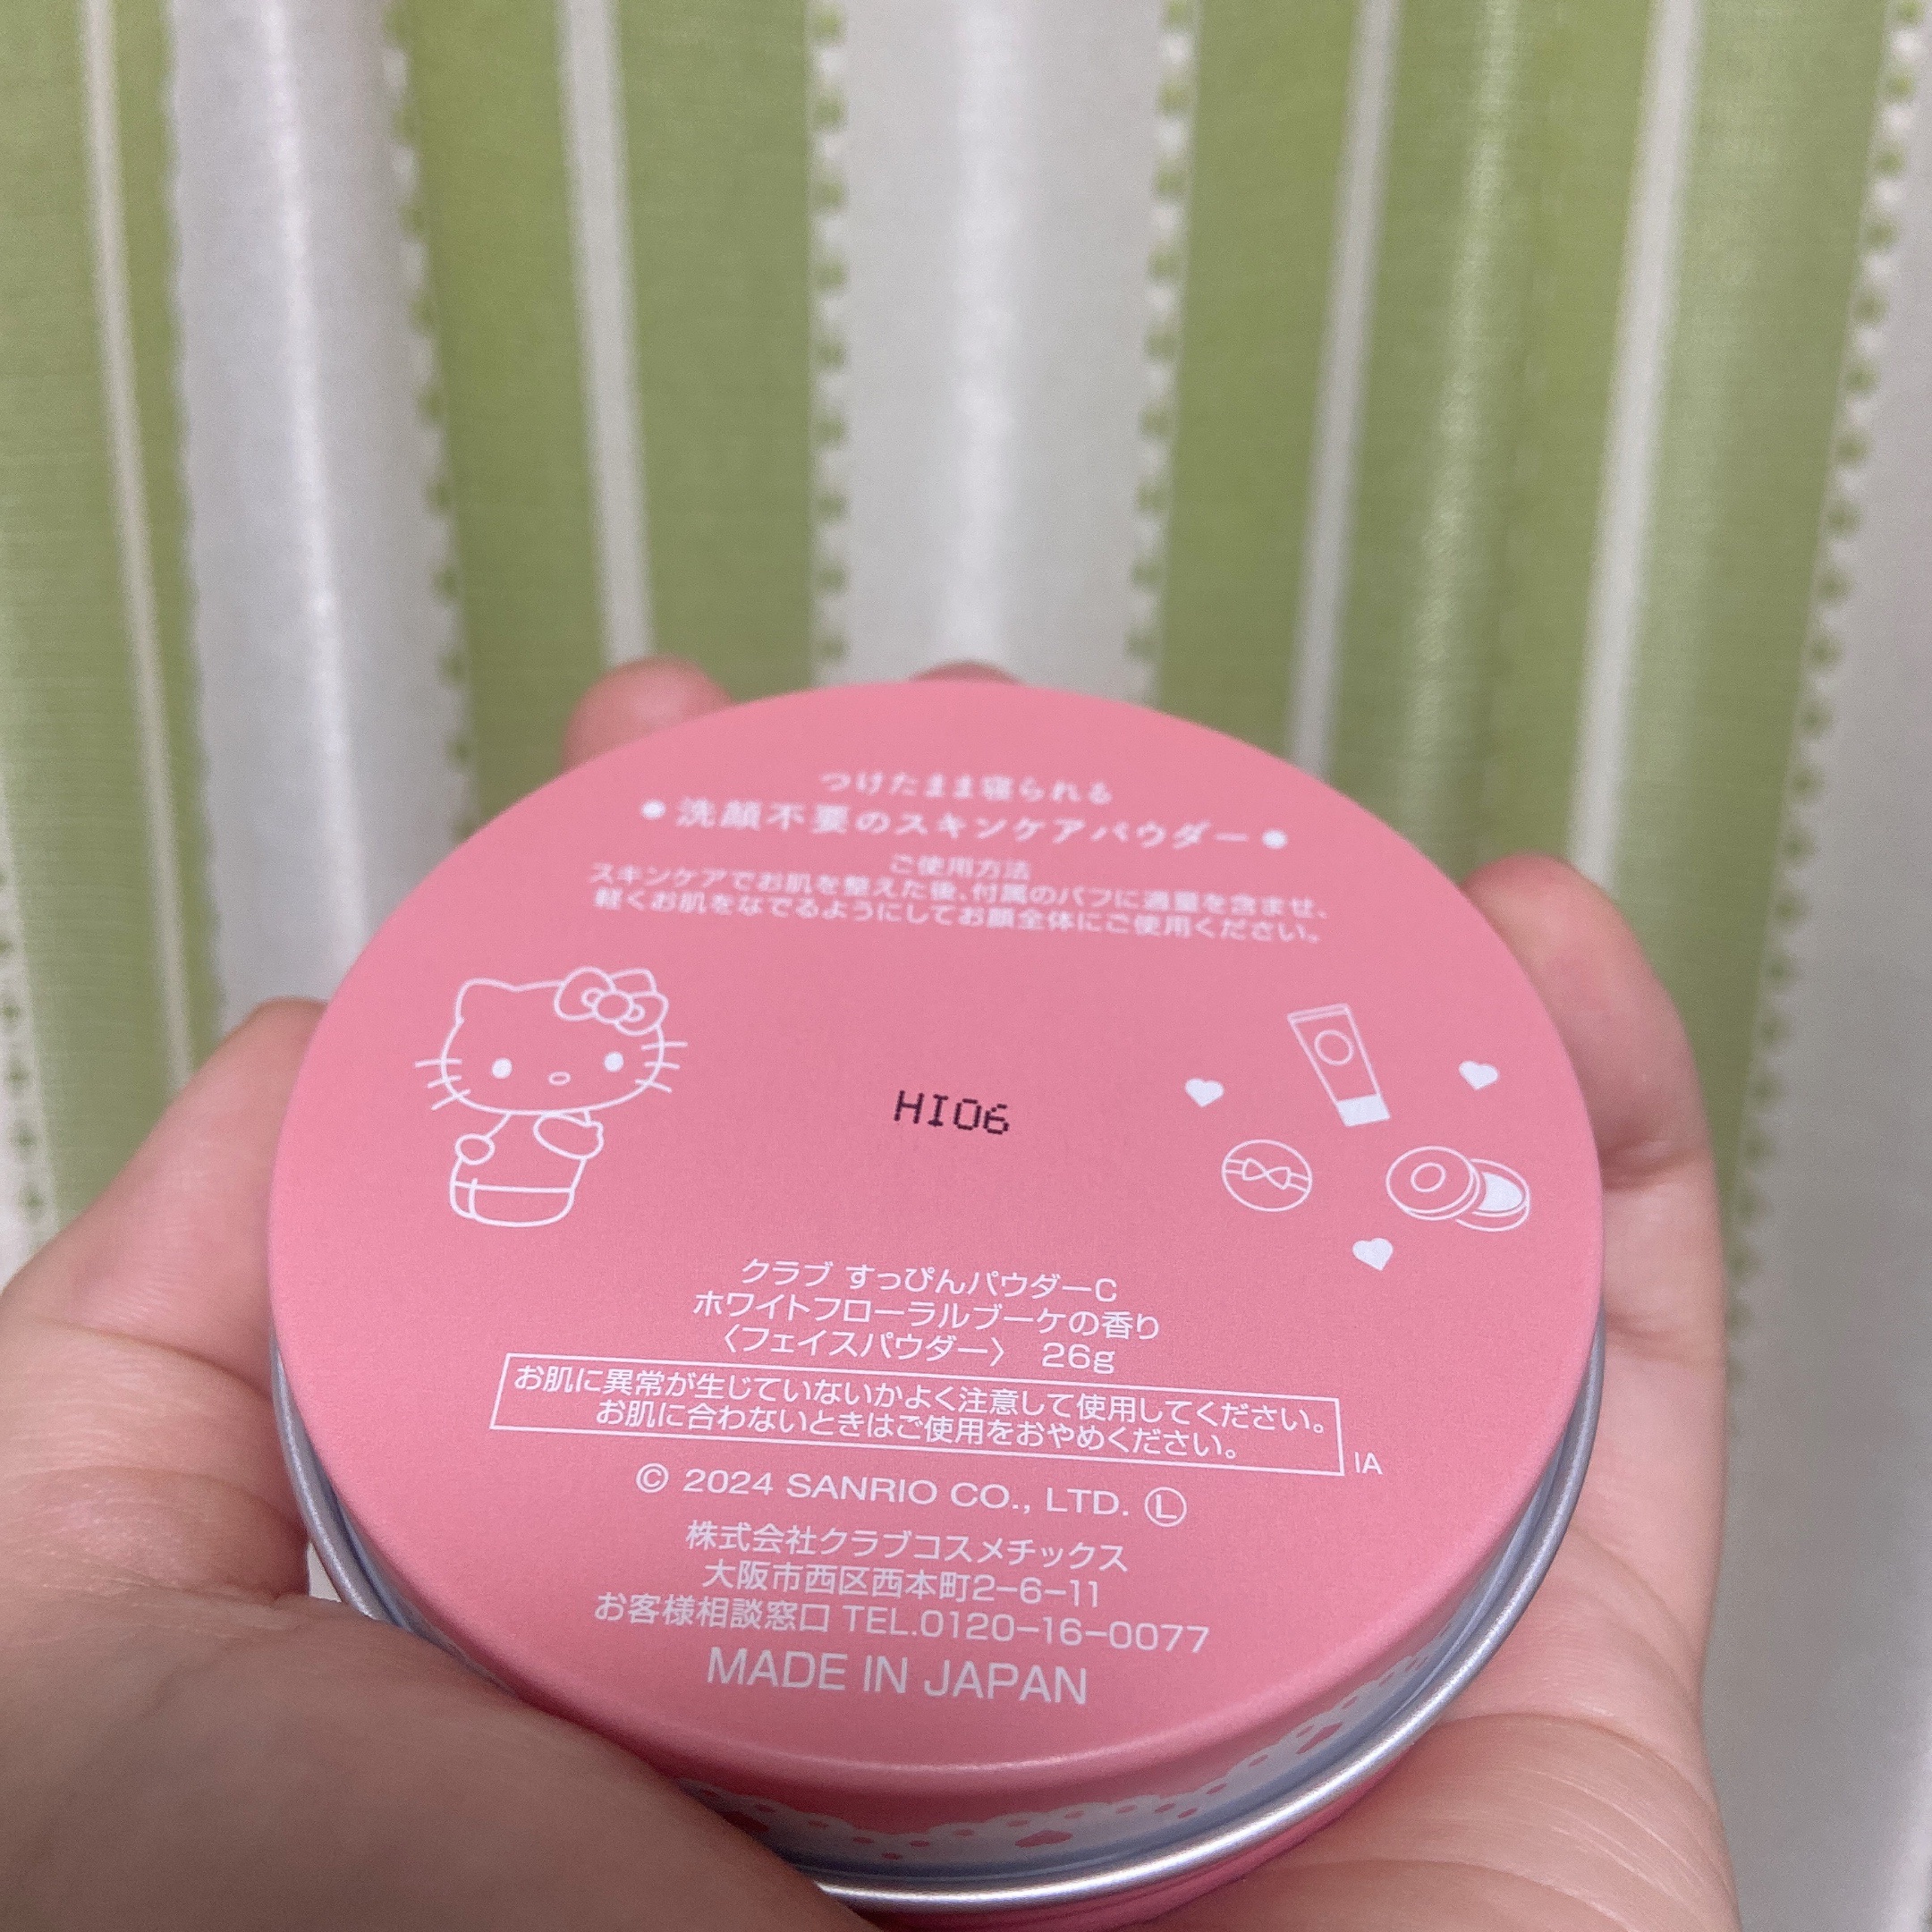 つけたまま寝られる
●洗顔不要のスキンケアパウダー●
ご使用方法
スキンケアでお肌を整えた後、付属のパフに適量を含ませ、
軽くお肌をなでるようにしてお顔全体にご使用ください。
HI06
クラブ すっぴんパウダーC
ホワイトフローラルブーケの香り
〈フェイスパウダー〉 26g
お肌に異常が生じていないかよく注意して使用してください。
お肌に合わないときはご使用をおやめください。
IA
© 2024 SANRIO CO., LTD. Ⓛ
株式会社クラブコスメチックス
大阪市西区西本町2-6-11
お客様相談窓口 TEL.0120-16-0077
MADE IN JAPAN